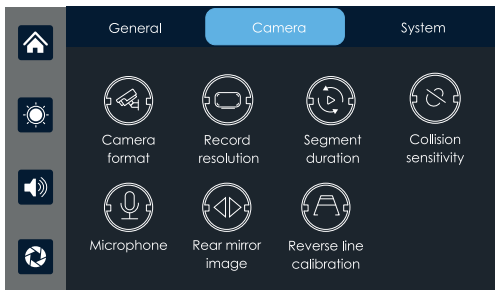 General Camera System
Camera format
Record resolution
Segment duration
Collision sensitivity
Microphone
Rear mirror image
Reverse line calibration